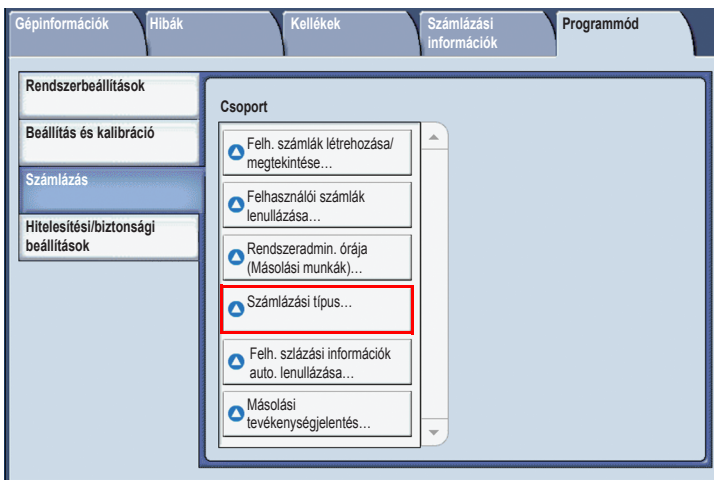 Gépinformációk
Hibák
Kellékek
Számlázási
információk
Programmód
Rendszerbeállítások
Beállítás és kalibráció
Számlázás
Hitelesítési/biztonsági
beállítások
Csoport
Felh. számlák létrehozása/
megtekintése…
Felhasználói számlák
lenullázása…
Rendszeradmin. órája
(Másolási munkák)…
Számlázási típus…
Felh. szlázási információk
auto. lenullázása…
Másolási
tevékenységjelentés…